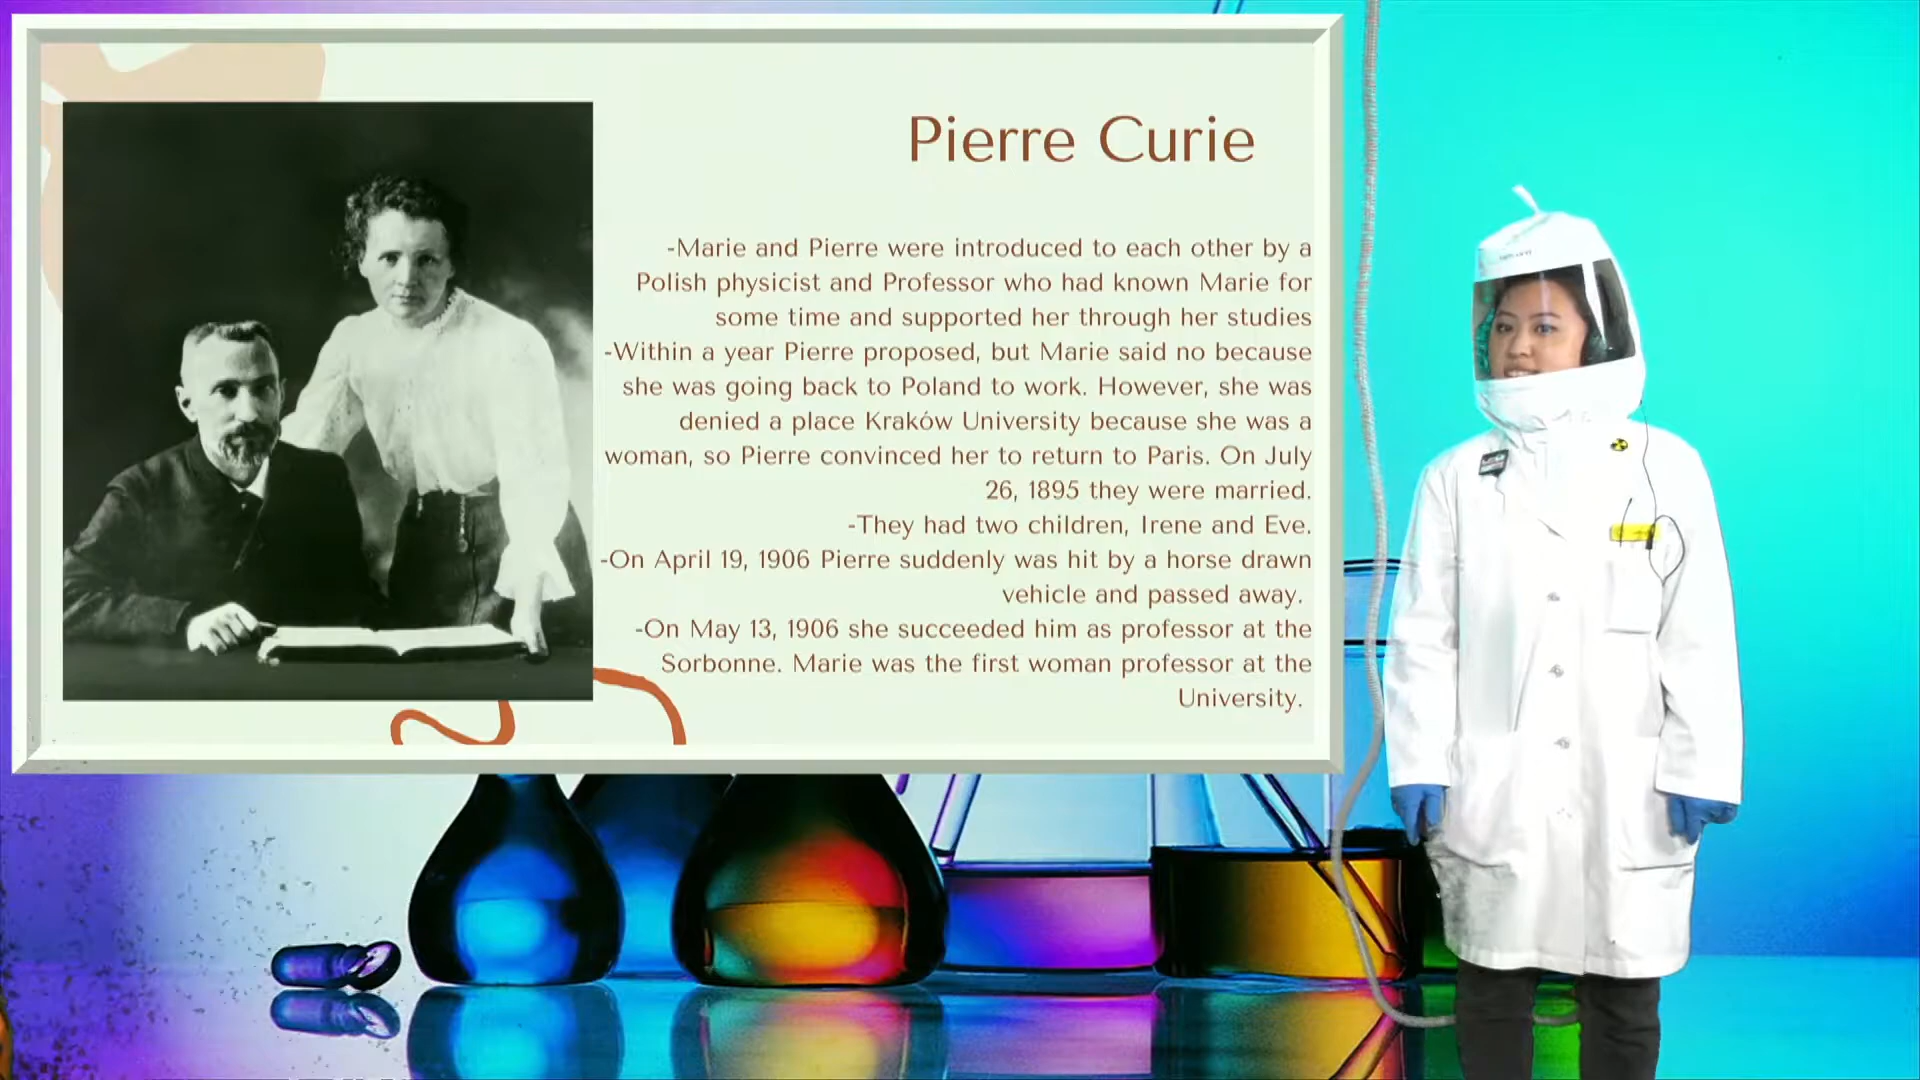 Pierre Curie
-Marie and Pierre were introduced to each other by a
Polish physicist and Professor who had known Marie for
some time and supported her through her studies
-Within a year Pierre proposed, but Marie said no because
she was going back to Poland to work. However, she was
denied a place Kraków University because she was a
woman, so Pierre convinced her to return to Paris. On July
26, 1895 they were married.
-They had two children, Irene and Eve.
-On April 19, 1906 Pierre suddenly was hit by a horse drawn
vehicle and passed away.
-On May 13, 1906 she succeeded him as professor at the
Sorbonne. Marie was the first woman professor at the
University.